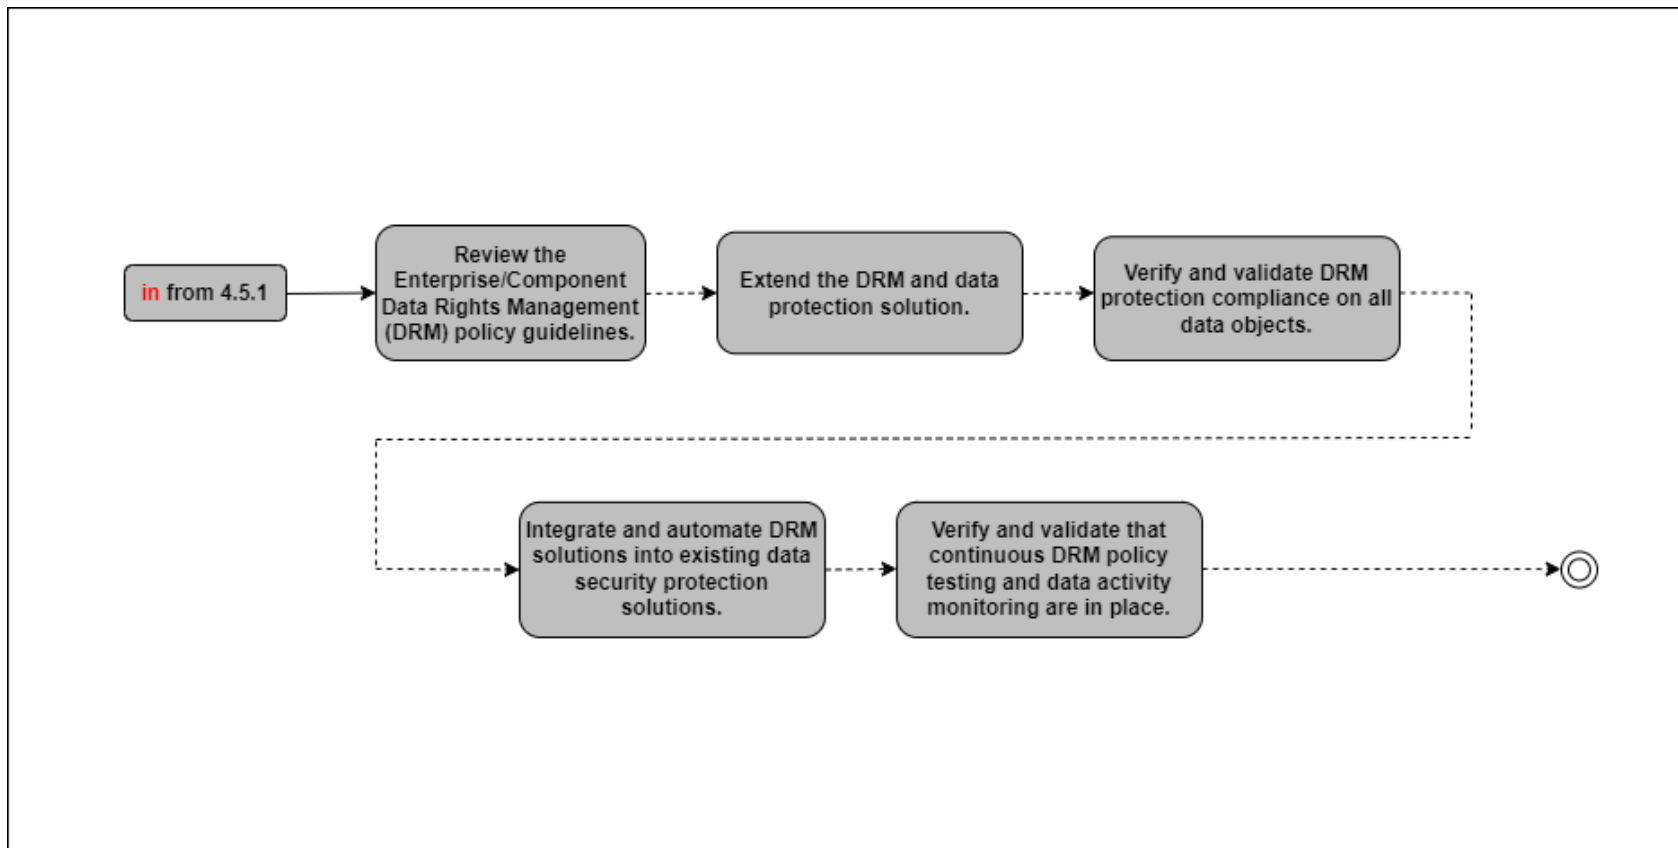 in from 4.5.1
Review the
Enterprise/Component
Data Rights Management
(DRM) policy guidelines.
Extend the DRM and data
protection solution.
Verify and validate DRM
protection compliance on all
data objects.
Integrate and automate DRM
solutions into existing data
security protection
solutions.
Verify and validate that
continuous DRM policy
testing and data activity
monitoring are in place.